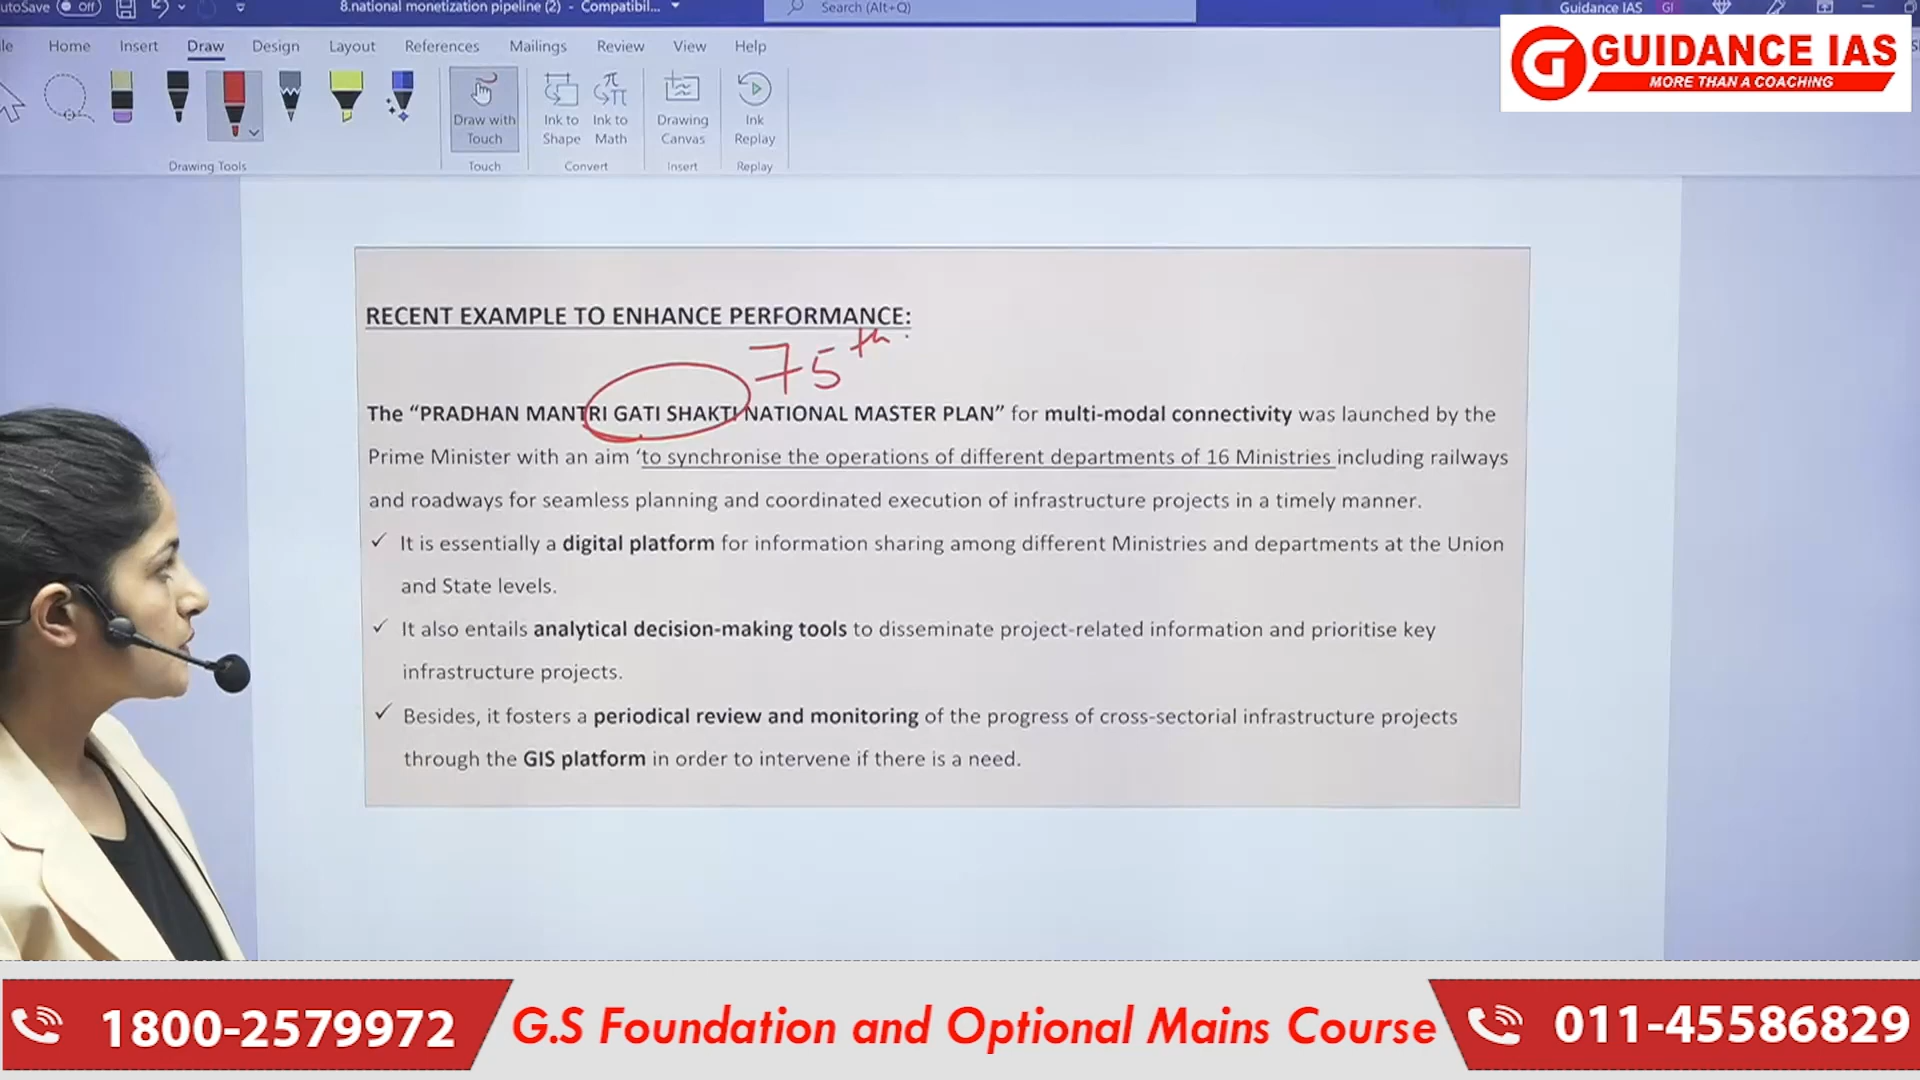 utoSave Off 8.national monetization pipeline (2) - Compatibil... Search (Alt+Q) Guidance IAS GI
le Home Insert Draw Design Layout References Mailings Review View Help
GUIDANCE IAS
MORE THAN A COACHING
Draw with Touch
Ink to Shape
Ink to Math
Drawing Canvas
Ink Replay
Drawing Tools Touch Convert Insert Replay
RECENT EXAMPLE TO ENHANCE PERFORMANCE:
75th
The “PRADHAN MANTRI GATI SHAKTI NATIONAL MASTER PLAN” for multi-modal connectivity was launched by the
Prime Minister with an aim ‘to synchronise the operations of different departments of 16 Ministries including railways
and roadways for seamless planning and coordinated execution of infrastructure projects in a timely manner.
✓ It is essentially a digital platform for information sharing among different Ministries and departments at the Union
and State levels.
✓ It also entails analytical decision-making tools to disseminate project-related information and prioritise key
infrastructure projects.
✓ Besides, it fosters a periodical review and monitoring of the progress of cross-sectorial infrastructure projects
through the GIS platform in order to intervene if there is a need.
1800-2579972 G.S Foundation and Optional Mains Course 011-45586829